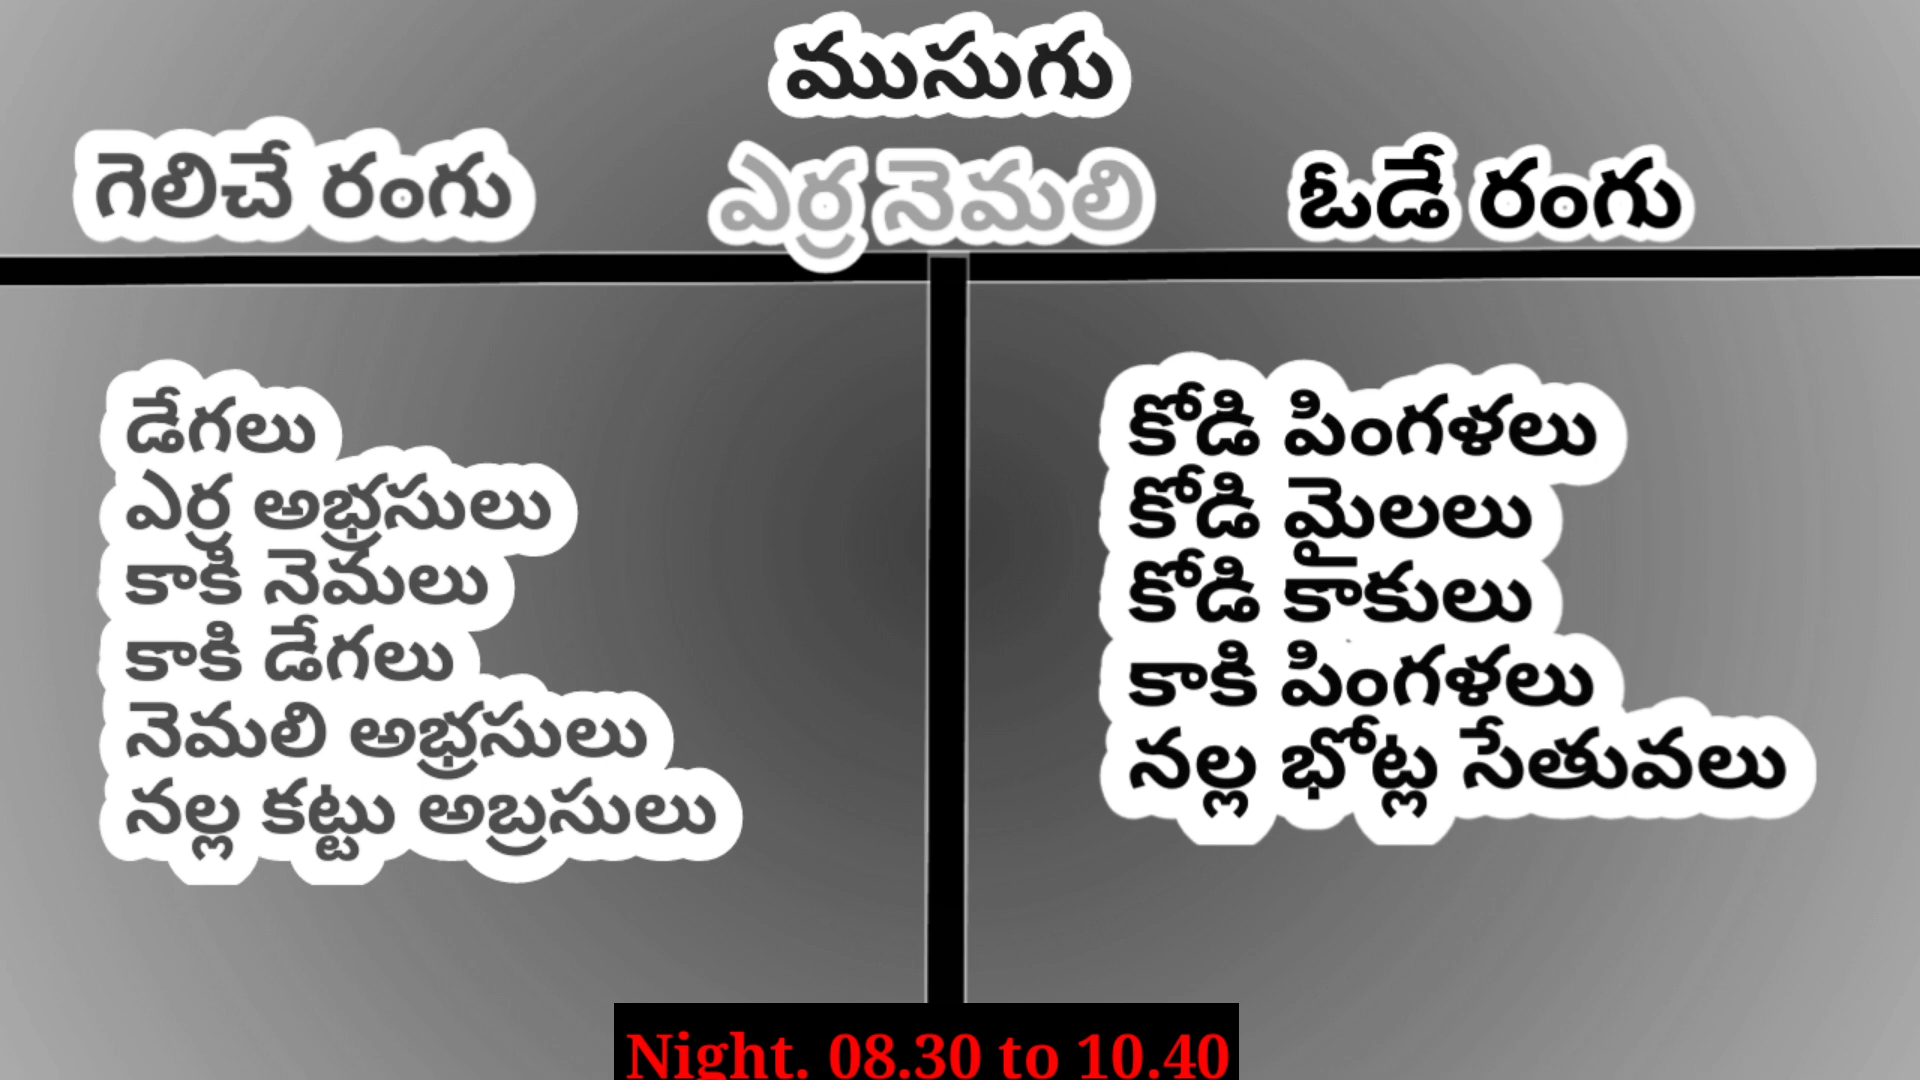 ముసుగు
గెలిచే రంగు
ఎర్ర నెమలి
ఓడే రంగు
డేగలు
ఎర్ర అభ్రసులు
కాకి నెమలు
కాకి డేగలు
నెమలి అభ్రసులు
నల్ల కట్టు అబ్రసులు
కోడి పింగళలు
కోడి మైలలు
కోడి కాకులు
కాకి పింగళలు
నల్ల భోట్ల సేతువలు
Night. 08.30 to 10.40